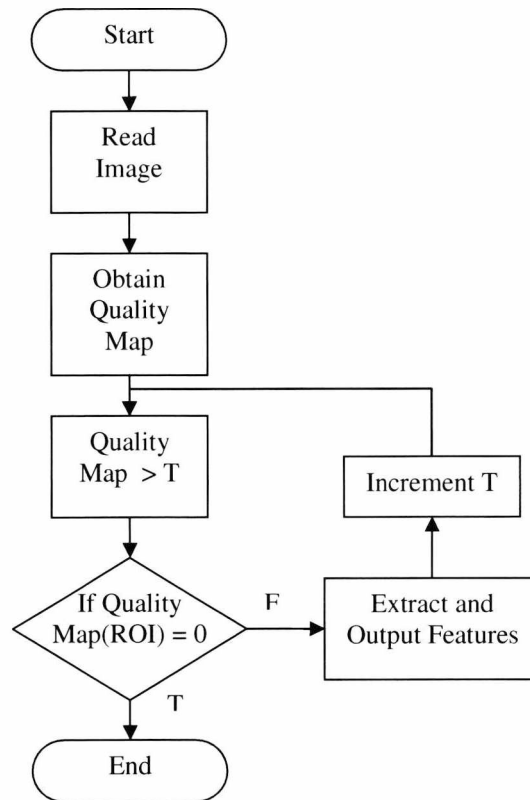 Start
Read
Image
Obtain
Quality
Map
Quality
Map > T
Increment T
If Quality
Map(ROI) = 0
F
Extract and
Output Features
T
End